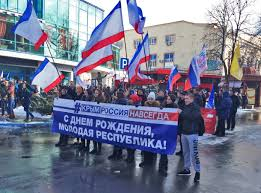 #КРЫМРОССИЯНАВСЕГДА
С ДНЕМ РОЖДЕНИЯ,
МОЛОДАЯ РЕСПУБЛИКА!